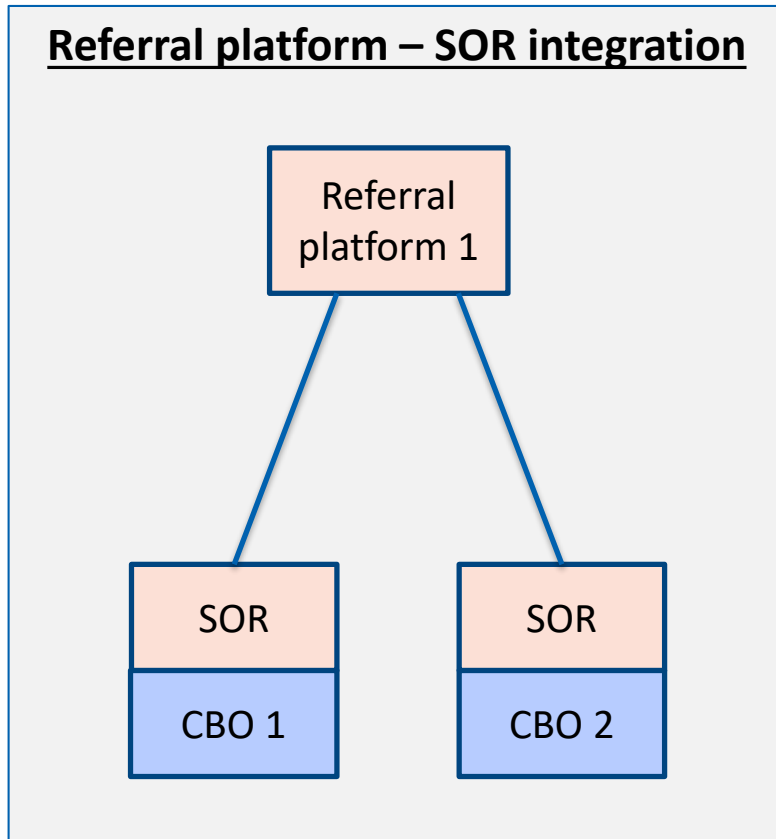 Referral platform – SOR integration
Referral
platform 1
SOR
SOR
CBO 1
CBO 2